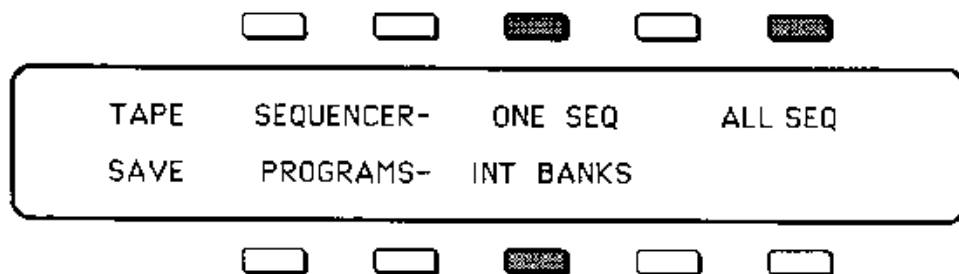 TAPE SEQUENCER- ONE SEQ ALL SEQ
SAVE PROGRAMS- INT BANKS